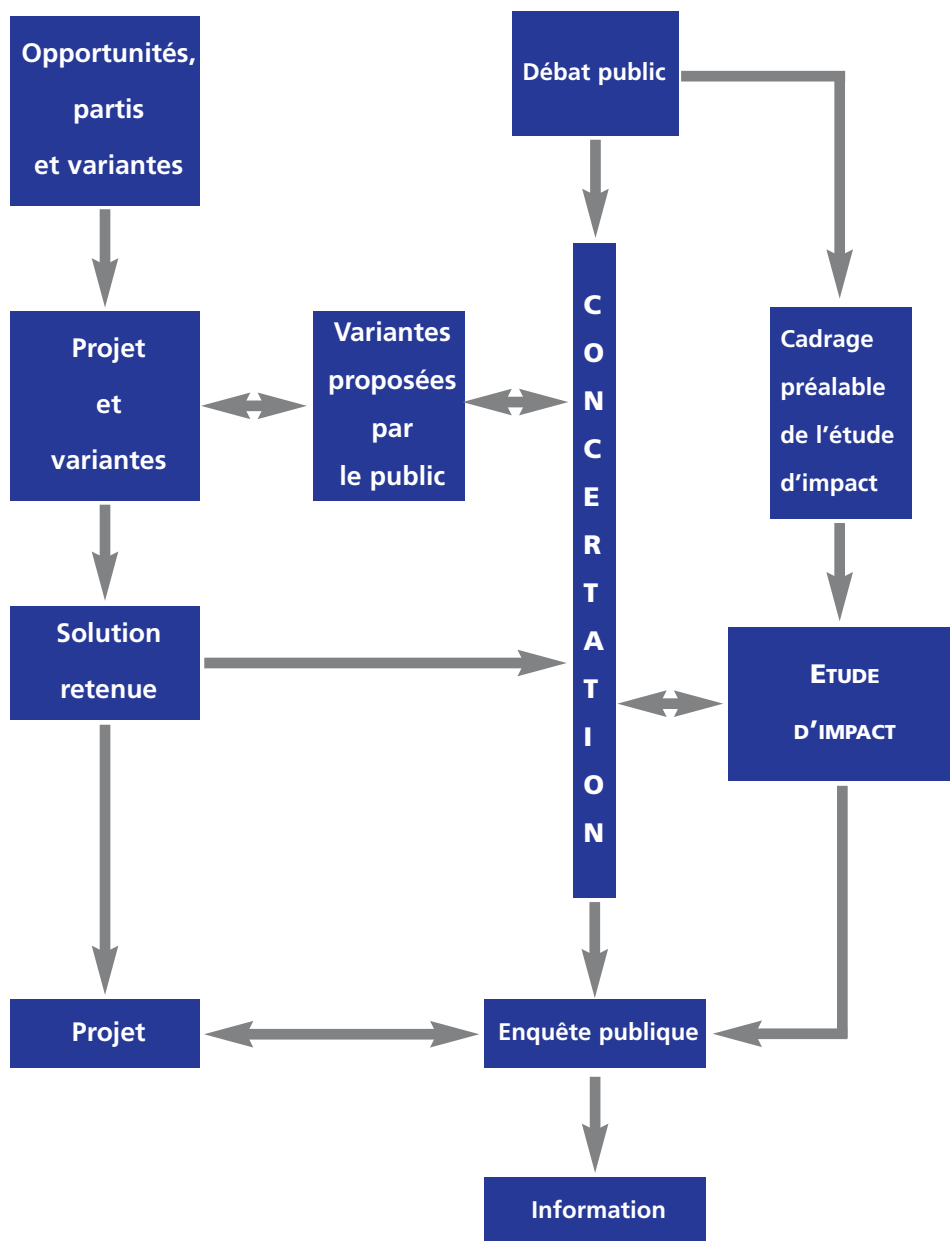 Opportunités,
partis
et variantes
Débat public
Projet
et
variantes
Variantes
proposées
par
le public
C
O
N
C
E
R
T
A
T
I
O
N
Cadrage
préalable
de l’étude
d’impact
Solution
retenue
ETUDE
D’IMPACT
Projet
Enquête publique
Information